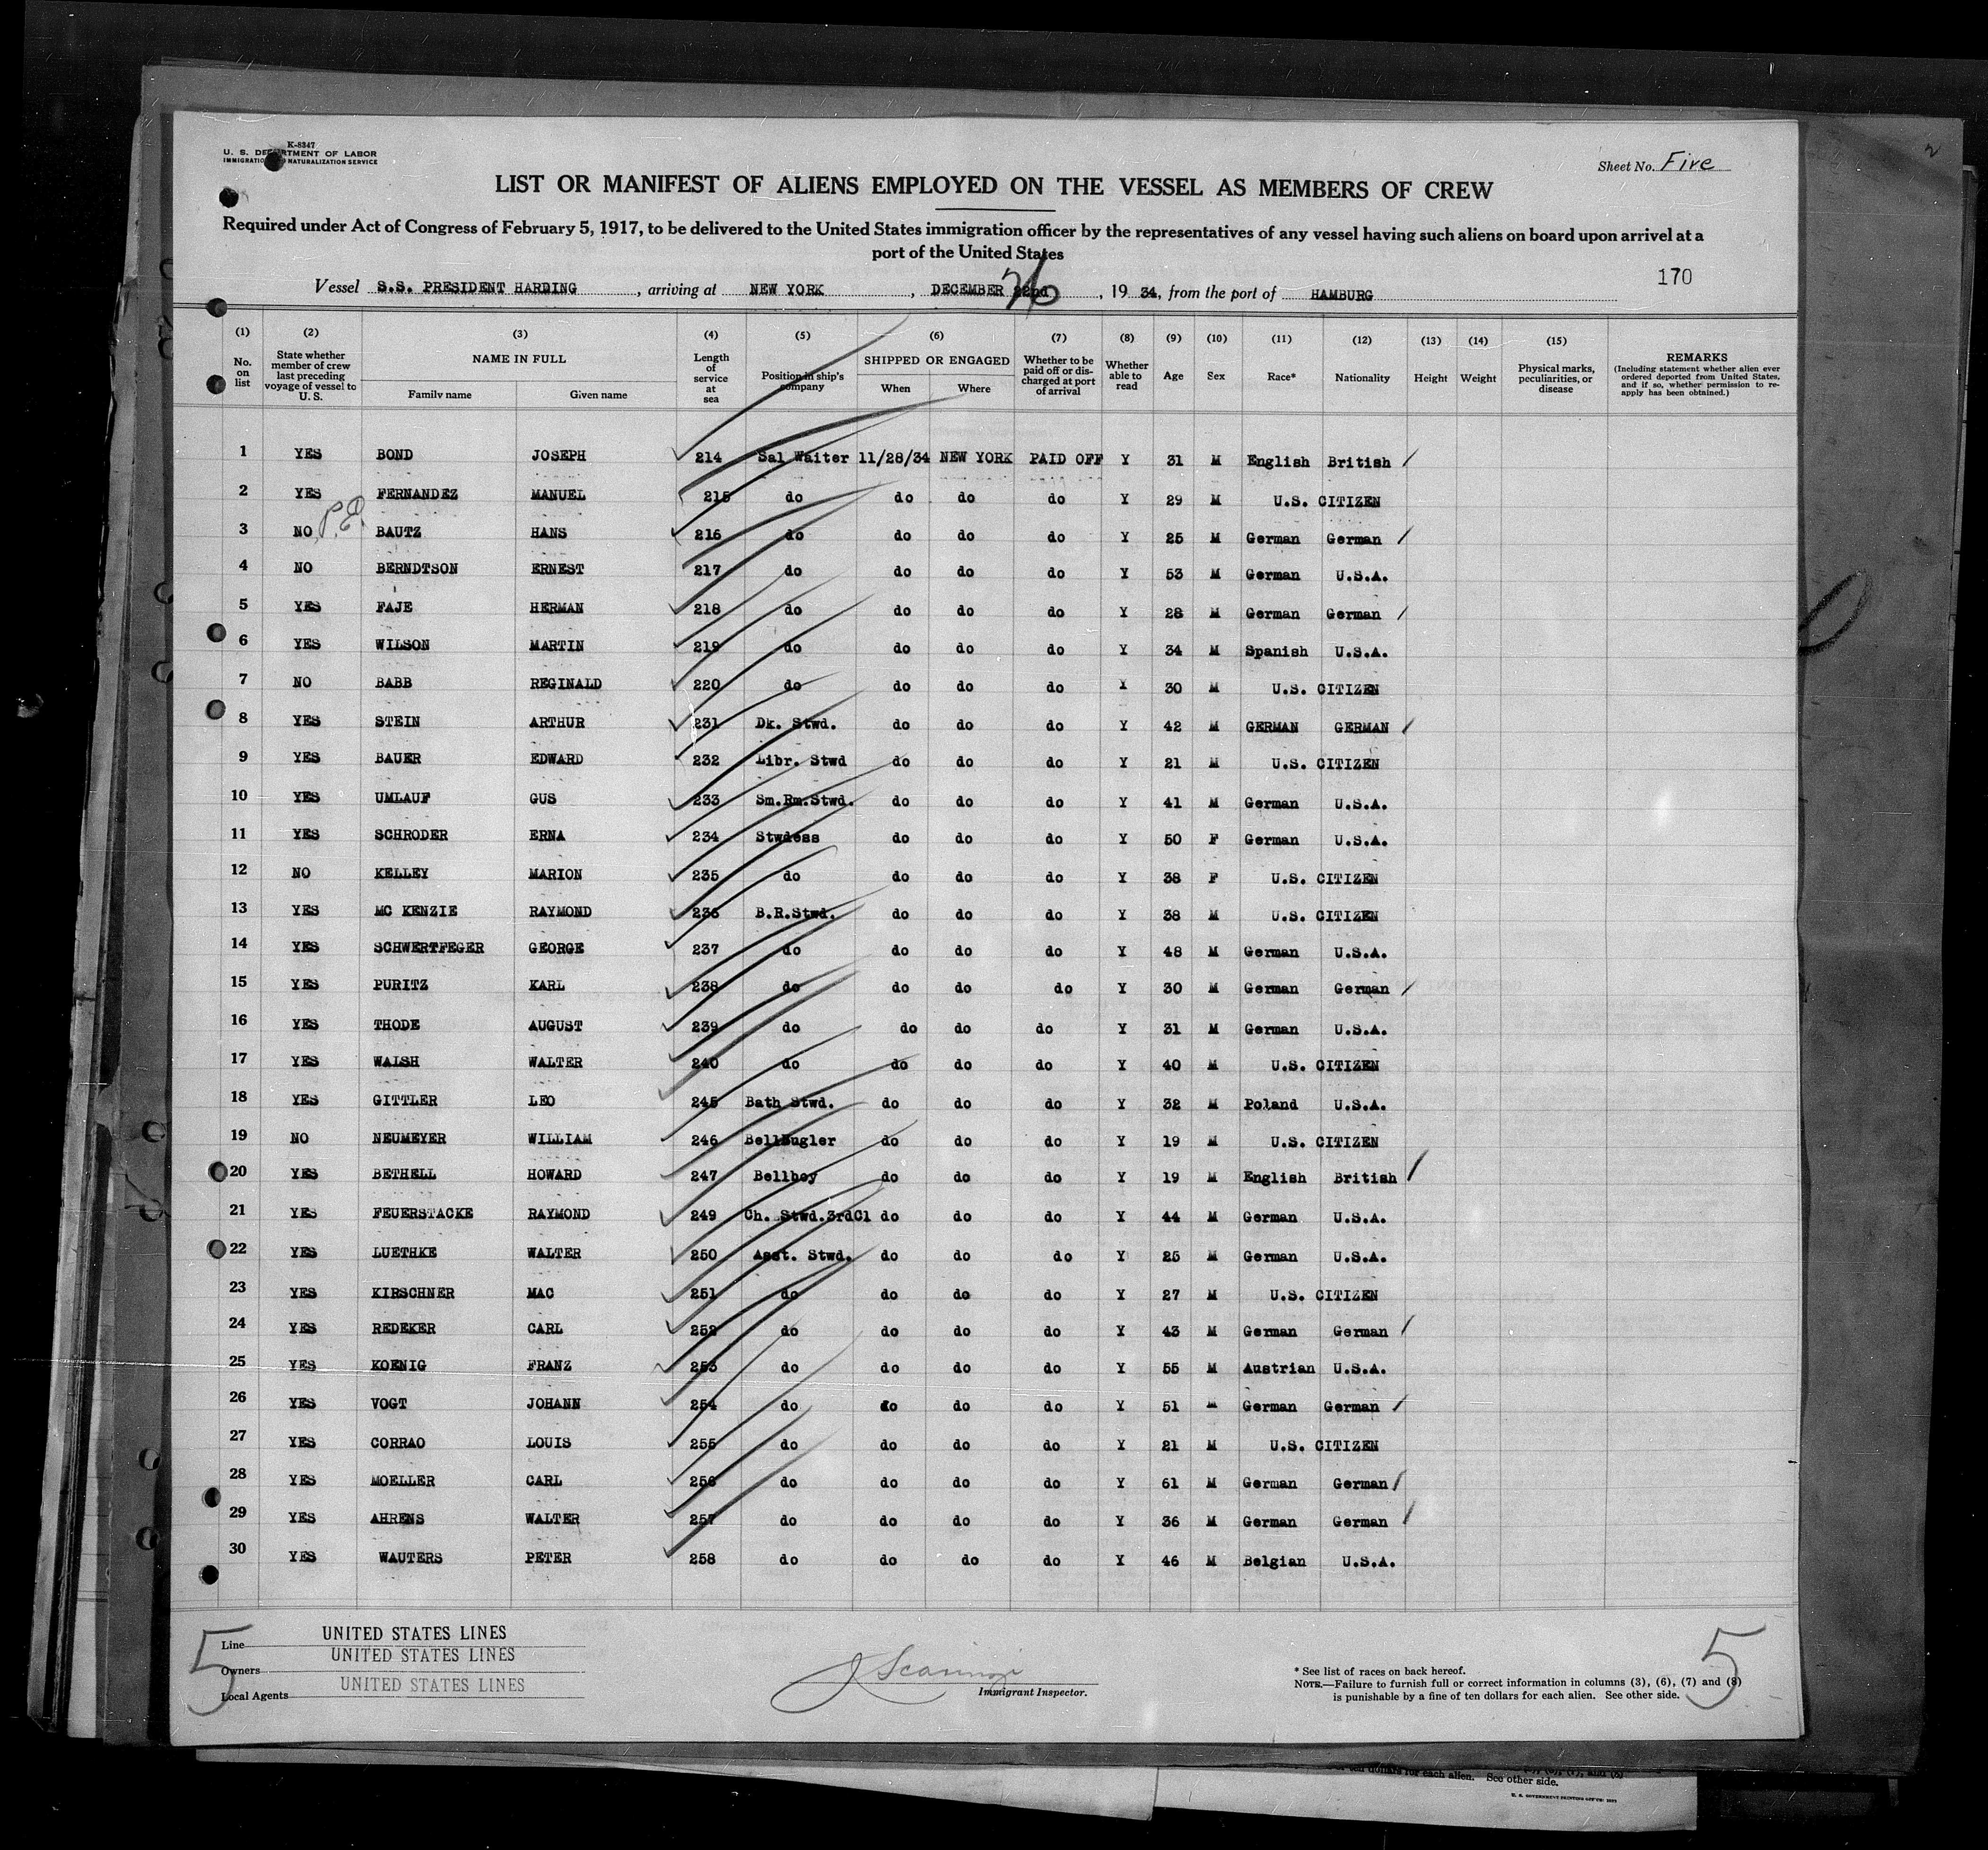 K-8347
U. S. DEPARTMENT OF LABOR
IMMIGRATION AND NATURALIZATION SERVICE
Sheet No. Five
LIST OR MANIFEST OF ALIENS EMPLOYED ON THE VESSEL AS MEMBERS OF CREW
Required under Act of Congress of February 5, 1917, to be delivered to the United States immigration officer by the representatives of any vessel having such aliens on board upon arrival at a
port of the United States
170
Vessel S.S. PRESIDENT HARDING, arriving at NEW YORK, DECEMBER 22nd 26, 1934, from the port of HAMBURG
(1) (2) (3) (4) (5) (6) (7) (8) (9) (10) (11) (12) (13) (14) (15)
No. on list State whether member of crew last preceding voyage of vessel to U. S. NAME IN FULL Family name Given name Length of service at sea Position in ship's company SHIPPED OR ENGAGED When Where Whether to be paid off or discharged at port of arrival Whether able to read Age Sex Race* Nationality Height Weight Physical marks, peculiarities, or disease REMARKS (Including statement whether alien ever ordered deported from United States, and if so, whether permission to re-apply has been obtained.)
1 YES BOND JOSEPH 214 Sal Waiter 11/28/34 NEW YORK PAID OFF Y 31 M English British
2 YES FERNANDEZ MANUEL 215 do do do do Y 29 M U.S. CITIZEN
3 NO P.E. BAUTZ HANS 216 do do do do Y 25 M German German
4 NO BERNDTSON ERNEST 217 do do do do Y 53 M German U.S.A.
5 YES FAJE HERMAN 218 do do do do Y 28 M German German
6 YES WILSON MARTIN 219 do do do do Y 34 M Spanish U.S.A.
7 NO BABB REGINALD 220 do do do do Y 30 M U.S. CITIZEN
8 YES STEIN ARTHUR 231 Dk. Stwd. do do do Y 42 M GERMAN GERMAN
9 YES BAUER EDWARD 232 Libr. Stwd do do do Y 21 M U.S. CITIZEN
10 YES UMLAUF GUS 233 Sm.Rm.Stwd. do do do Y 41 M German U.S.A.
11 YES SCHRODER ERNA 234 Stwdess do do do Y 50 F German U.S.A.
12 NO KELLEY MARION 235 do do do do Y 38 F U.S. CITIZEN
13 YES MC KENZIE RAYMOND 236 B.R.Stwd. do do do Y 38 M U.S. CITIZEN
14 YES SCHWERTFEGER GEORGE 237 do do do do Y 48 M German U.S.A.
15 YES PURITZ KARL 238 do do do do Y 30 M German German
16 YES THODE AUGUST 239 do do do do Y 31 M German U.S.A.
17 YES WALSH WALTER 240 do do do do Y 40 M U.S. CITIZEN
18 YES GITTLER LEO 245 Bath Stwd. do do do Y 32 M Poland U.S.A.
19 NO NEUMEYER WILLIAM 246 BellBugler do do do Y 19 M U.S. CITIZEN
20 YES BETHELL HOWARD 247 Bellboy do do do Y 19 M English British
21 YES FEUERSTACKE RAYMOND 249 Ch. Stwd.3rdCl do do do Y 44 M German U.S.A.
22 YES LUETHKE WALTER 250 Asst. Stwd. do do do Y 25 M German U.S.A.
23 YES KIRSCHNER MAC 251 do do do do Y 27 M U.S. CITIZEN
24 YES REDEKER CARL 252 do do do do Y 43 M German German
25 YES KOENIG FRANZ 253 do do do do Y 55 M Austrian U.S.A.
26 YES VOGT JOHANN 254 do do do do Y 51 M German German
27 YES CORRAO LOUIS 255 do do do do Y 21 M U.S. CITIZEN
28 YES MOELLER CARL 256 do do do do Y 61 M German German
29 YES AHRENS WALTER 257 do do do do Y 36 M German German
30 YES WAUTERS PETER 258 do do do do Y 46 M Belgian U.S.A.
5
Line UNITED STATES LINES
Owners UNITED STATES LINES
Local Agents UNITED STATES LINES
Immigrant Inspector.
* See list of races on back hereof.
NOTE.—Failure to furnish full or correct information in columns (3), (6), (7) and (8)
is punishable by a fine of ten dollars for each alien. See other side.
5
for each alien. See other side.
U. S. GOVERNMENT PRINTING OFFICE